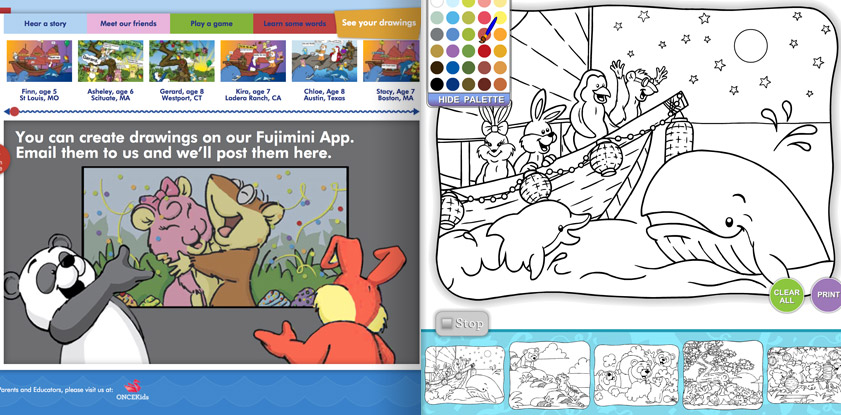 Hear a story
Meet our friends
Play a game
Learn some words
See your drawings
Finn, age 5
St Louis, MO
Asheley, age 6
Scituate, MA
Gerard, age 8
Westport, CT
Kira, age 7
Ladera Ranch, CA
Chloe, Age 8
Austin, Texas
Stacy, Age 7
Boston, MA
You can create drawings on our Fujimini App.
Email them to us and we'll post them here.
Parents and Educators, please visit us at:
ONCEKids
HIDE PALETTE
CLEAR
ALL
PRINT
Stop